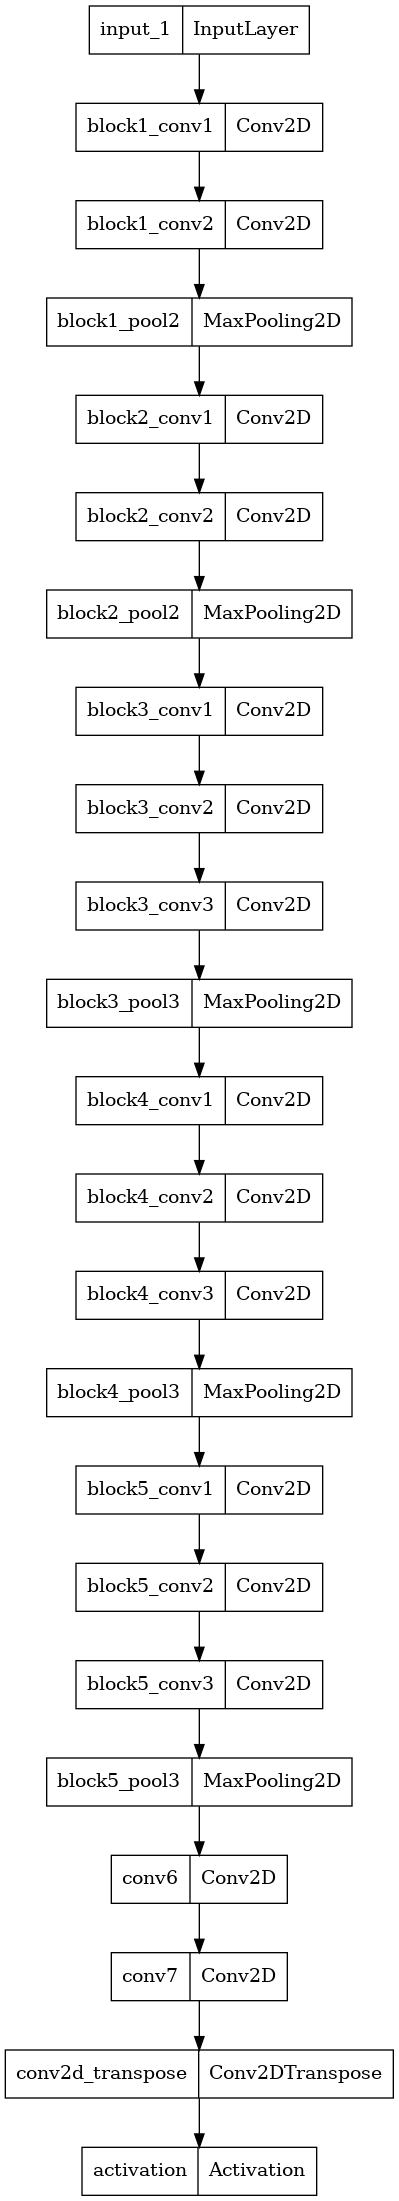 input_1 InputLayer
block1_conv1 Conv2D
block1_conv2 Conv2D
block1_pool2 MaxPooling2D
block2_conv1 Conv2D
block2_conv2 Conv2D
block2_pool2 MaxPooling2D
block3_conv1 Conv2D
block3_conv2 Conv2D
block3_conv3 Conv2D
block3_pool3 MaxPooling2D
block4_conv1 Conv2D
block4_conv2 Conv2D
block4_conv3 Conv2D
block4_pool3 MaxPooling2D
block5_conv1 Conv2D
block5_conv2 Conv2D
block5_conv3 Conv2D
block5_pool3 MaxPooling2D
conv6 Conv2D
conv7 Conv2D
conv2d_transpose Conv2DTranspose
activation Activation